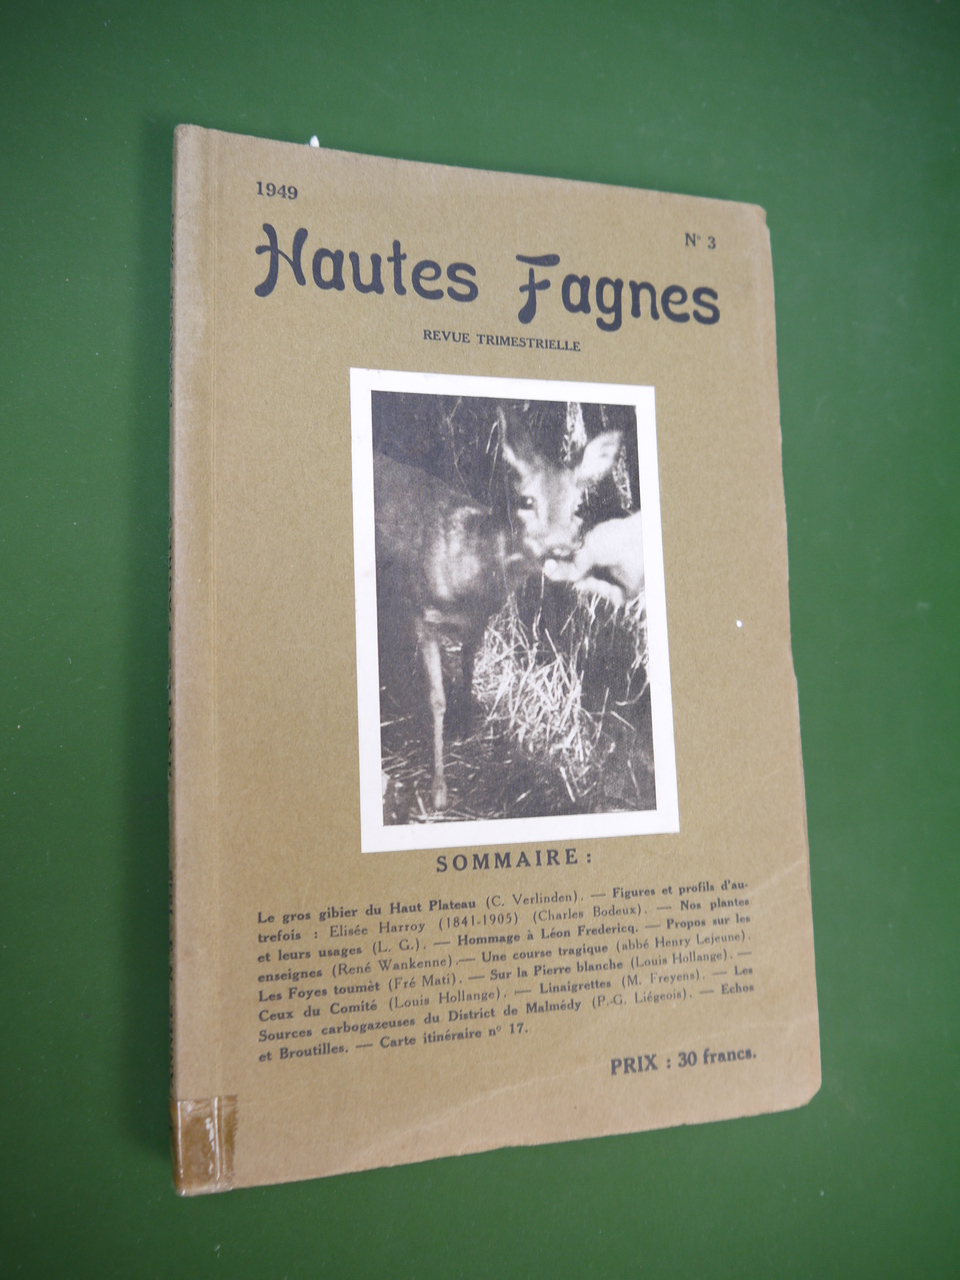 1949
N° 3
Hautes Fagnes
REVUE TRIMESTRIELLE
SOMMAIRE :
Le gros gibier du Haut Plateau (C. Verlinden). — Figures et profils d'au-
trefois : Elisée Harroy (1841-1905) (Charles Bodeux). — Nos plantes
et leurs usages (L. G.). — Hommage à Léon Fredericq. — Propos sur les
enseignes (René Wankenne). — Une course tragique (abbé Henry Lejeune).
Les Foyes toumèt (Fré Mati). — Sur la Pierre blanche (Louis Hollange). —
Ceux du Comité (Louis Hollange). — Linaigrettes (M. Freyens). — Les
Sources carbogazeuses du District de Malmédy (P.-G. Liégeois). — Echos
et Broutilles. — Carte itinéraire n° 17.
PRIX : 30 francs.